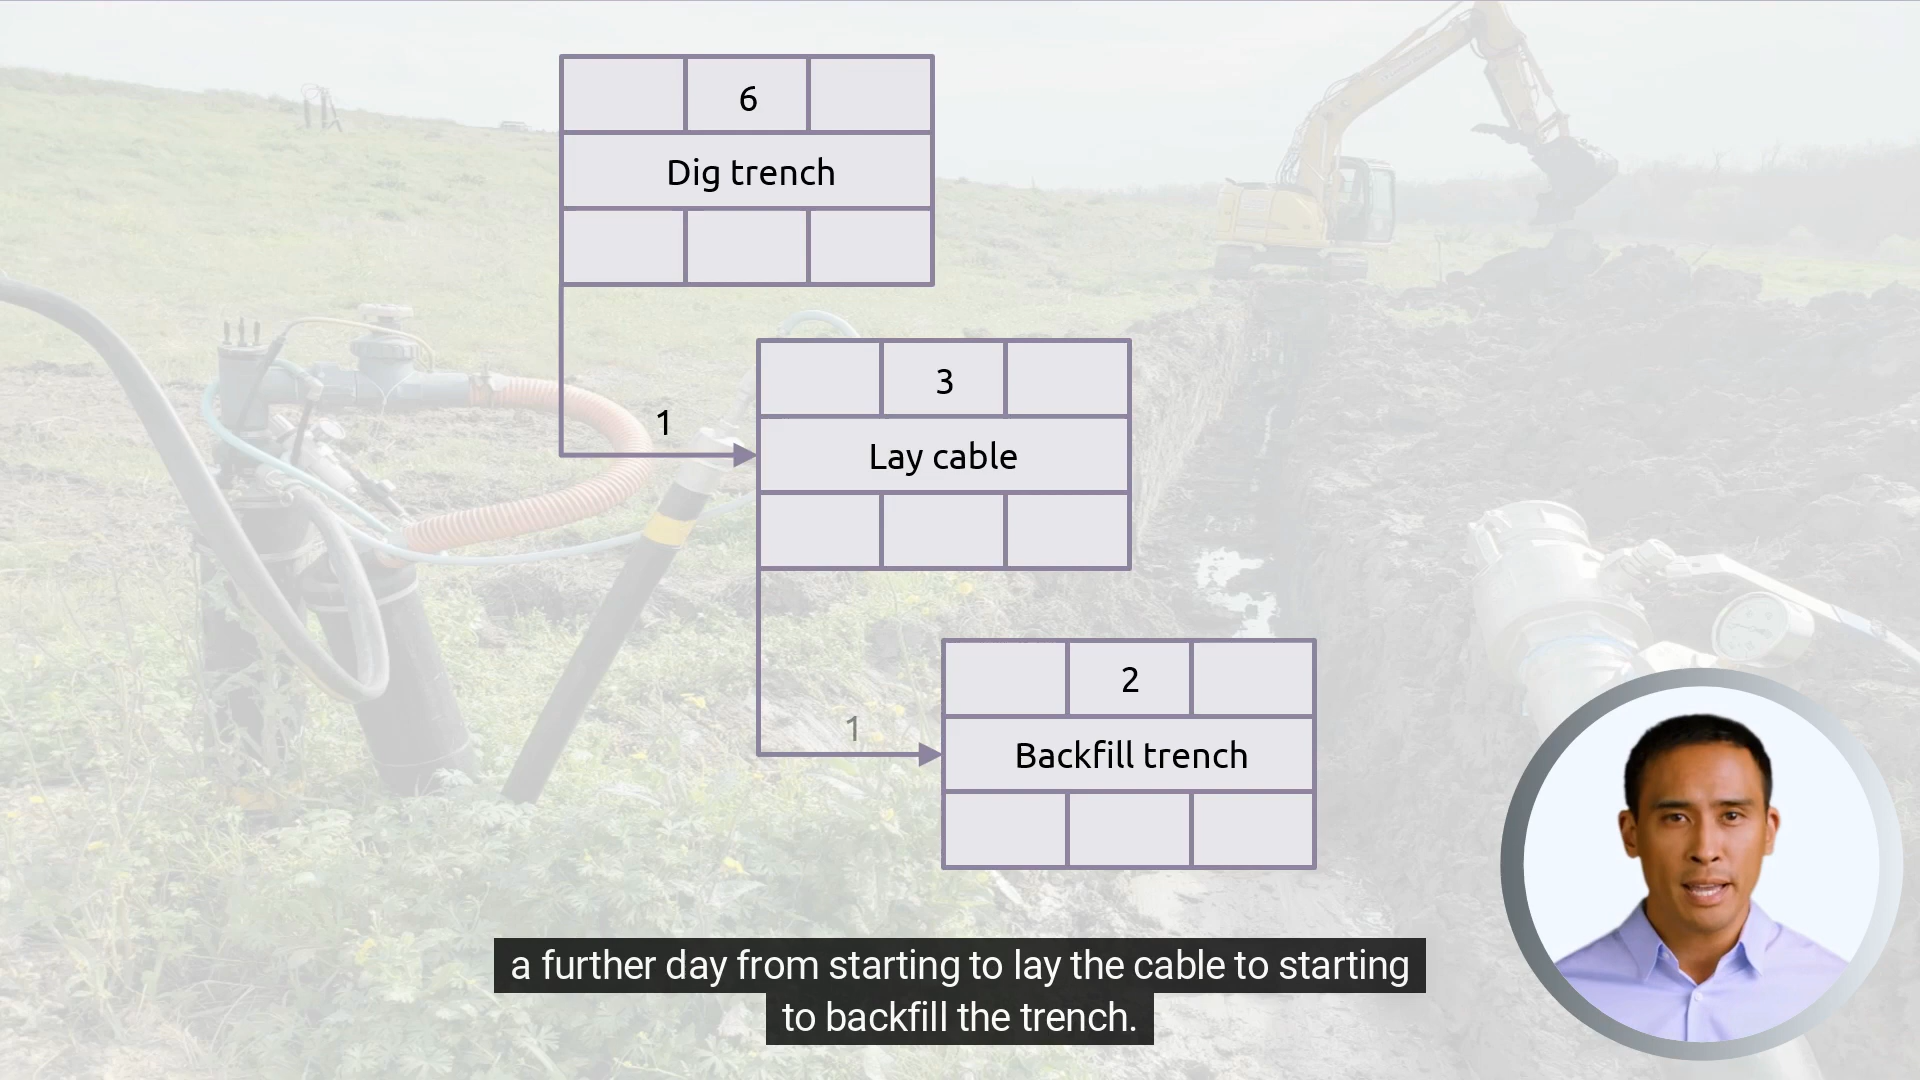 6
Dig trench
1
3
Lay cable
1
2
Backfill trench
a further day from starting to lay the cable to starting
to backfill the trench.